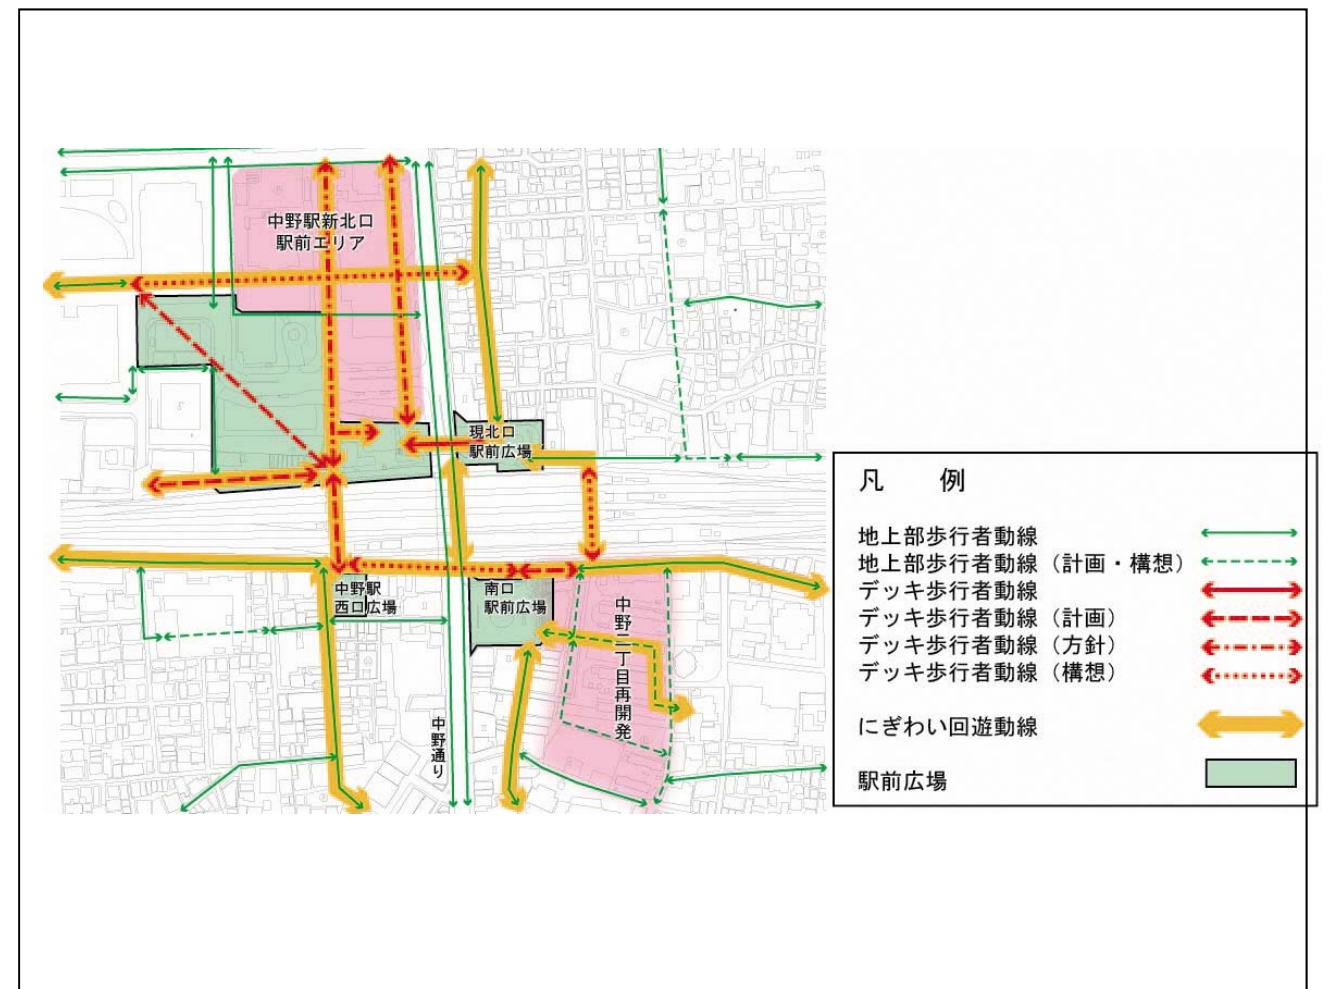 中野駅新北口
駅前エリア
現北口
駅前広場
中野駅
西口広場
南口
駅前広場
中野二丁目再開発
中野通り
凡　例
地上部歩行者動線
地上部歩行者動線（計画・構想）
デッキ歩行者動線
デッキ歩行者動線（計画）
デッキ歩行者動線（方針）
デッキ歩行者動線（構想）
にぎわい回遊動線
駅前広場